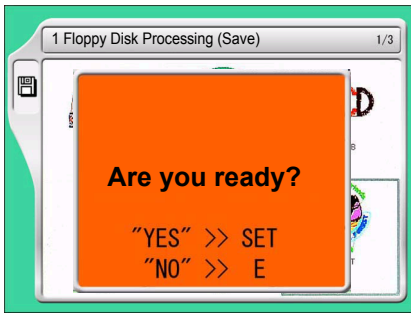 1 Floppy Disk Processing (Save) 1/3
Are you ready?
"YES" >> SET
"NO" >> E